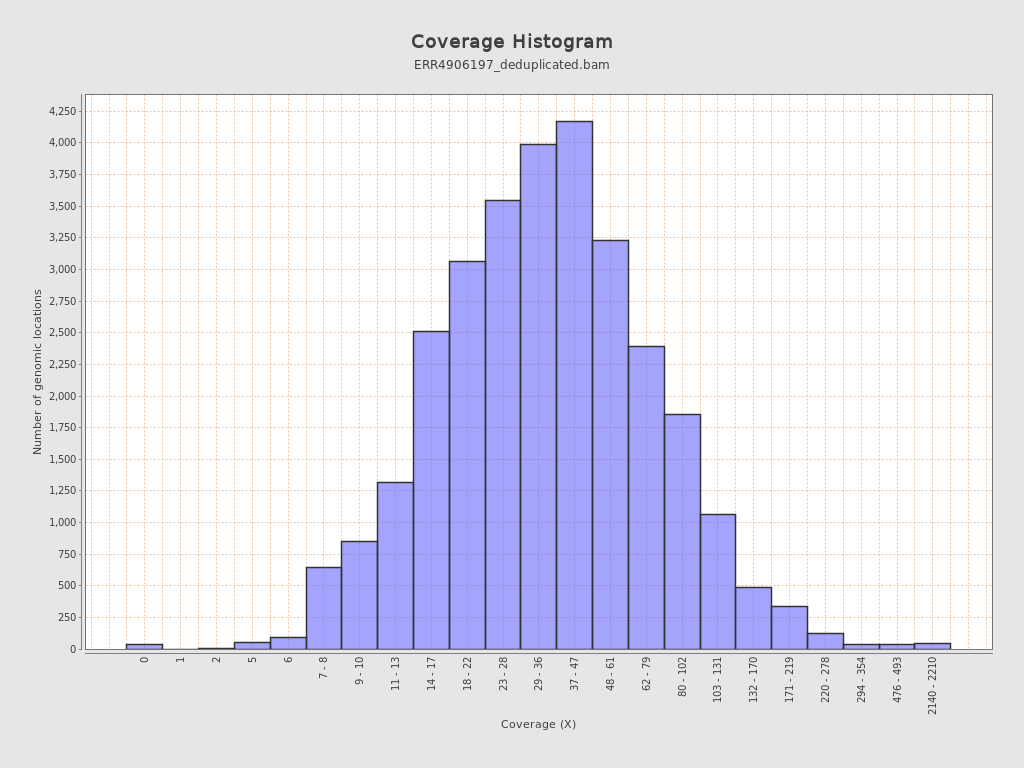 Coverage Histogram
ERR4906197_deduplicated.bam
4,250
4,000
3,750
3,500
3,250
3,000
2,750
2,500
2,250
2,000
1,750
1,500
1,250
1,000
750
500
250
0
Number of genomic locations
0
1
2
5
6
7 - 8
9 - 10
11 - 13
14 - 17
18 - 22
23 - 28
29 - 36
37 - 47
48 - 61
62 - 79
80 - 102
103 - 131
132 - 170
171 - 219
220 - 278
294 - 354
476 - 493
2140 - 2210
Coverage (X)